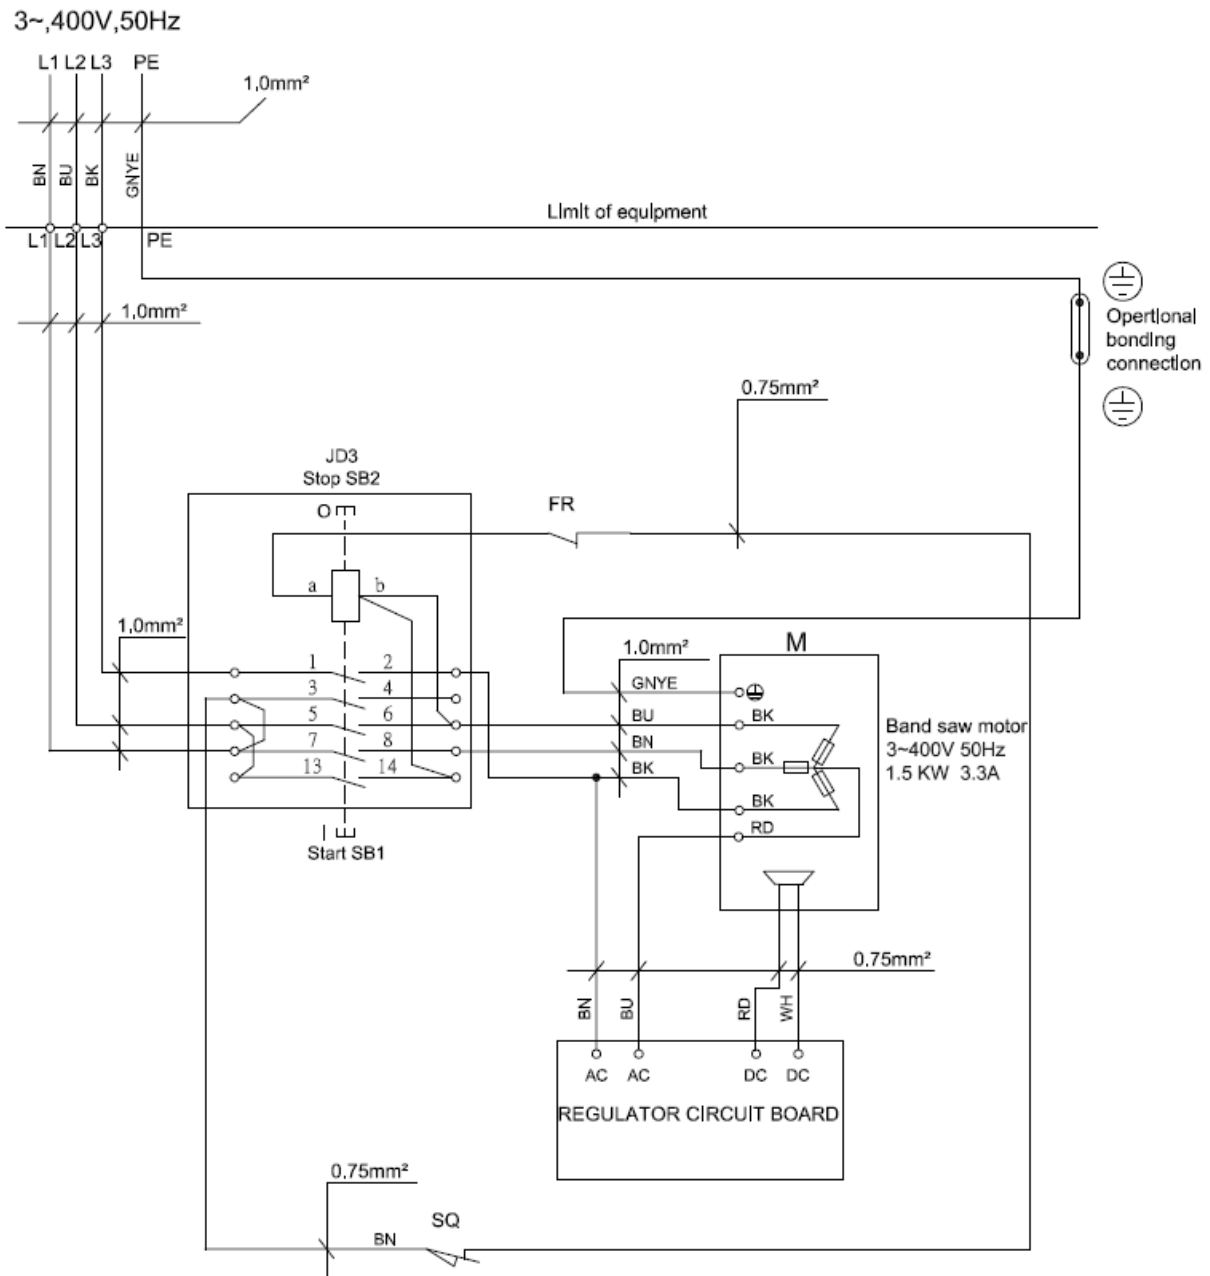 3~,400V,50Hz
L1 L2 L3 PE
1,0mm²
BN BU BK GNYE
Limit of equipment
L1 L2 L3 PE
1,0mm²
Opertional
bonding
connection
0.75mm²
JD3
Stop SB2
O
FR
a b
1,0mm²
1.0mm²
M
1 2
3 4
5 6
7 8
13 14
GNYE
BU BK
BN
BK BK
BK
RD
Band saw motor
3~400V 50Hz
1.5 KW 3.3A
I
Start SB1
0.75mm²
BN BU RD WH
AC AC DC DC
REGULATOR CIRCUIT BOARD
0.75mm²
SQ
BN